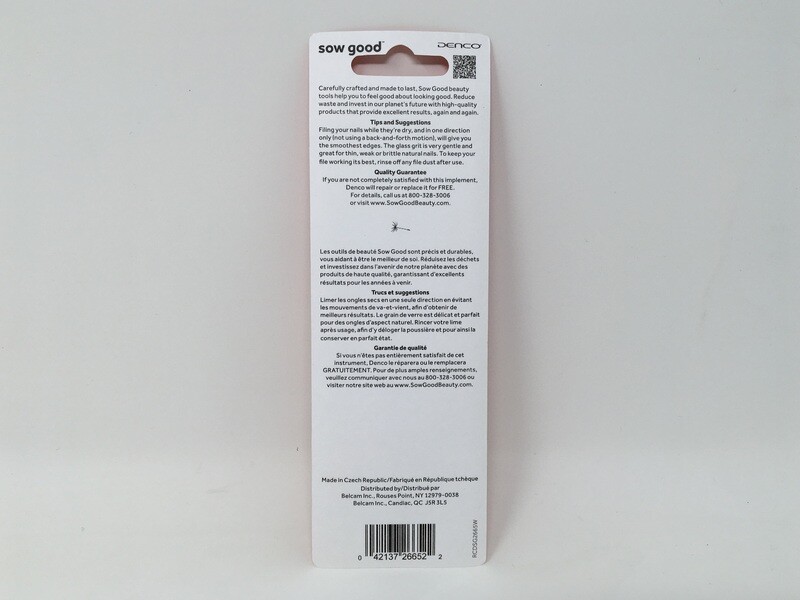 sow good™
DENCO®
Carefully crafted and made to last, Sow Good beauty
tools help you to feel good about looking good. Reduce
waste and invest in our planet's future with high-quality
products that provide excellent results, again and again.
Tips and Suggestions
Filing your nails while they're dry, and in one direction
only (not using a back-and-forth motion), will give you
the smoothest edges. The glass grit is very gentle and
great for thin, weak or brittle natural nails. To keep your
file working its best, rinse off any file dust after use.
Quality Guarantee
If you are not completely satisfied with this implement,
Denco will repair or replace it for FREE.
For details, call us at 800-328-3006
or visit www.SowGoodBeauty.com.
Les outils de beauté Sow Good sont précis et durables,
vous aidant à être le meilleur de soi. Réduisez les déchets
et investissez dans l'avenir de notre planète avec des
produits de haute qualité, garantissant d'excellents
résultats pour les années à venir.
Trucs et suggestions
Limer les ongles secs en une seule direction en évitant
les mouvements de va-et-vient, afin d'obtenir de
meilleurs résultats. Le grain de verre est délicat et parfait
pour des ongles d'aspect naturel. Rincer votre lime
après usage, afin d'y déloger la poussière et pour ainsi la
conserver en parfait état.
Garantie de qualité
Si vous n'êtes pas entièrement satisfait de cet
instrument, Denco le réparera ou le remplacera
GRATUITEMENT. Pour de plus amples renseignements,
veuillez communiquer avec nous au 800-328-3006 ou
visiter notre site web au www.SowGoodBeauty.com.
Made in Czech Republic/Fabriqué en République tchèque
Distributed by/Distribué par
Belcam Inc., Rouses Point, NY 12979-0038
Belcam Inc., Candiac, QC J5R 3L5
0 42137 26652 2
RCDSG2665W